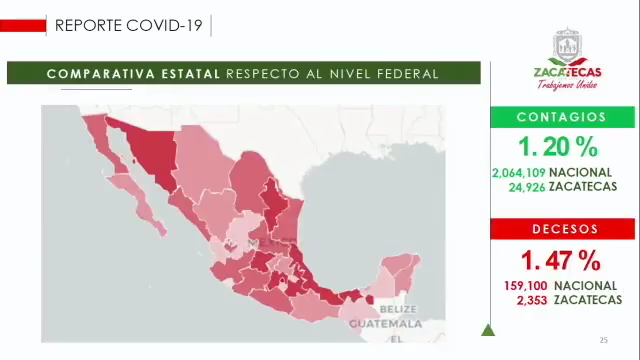 REPORTE COVID-19
ZACATECAS
Trabajemos Unidos
COMPARATIVA ESTATAL RESPECTO AL NIVEL FEDERAL
CONTAGIOS
1.20 %
2,064,109 NACIONAL
24,926 ZACATECAS
DECESOS
1.47 %
159,100 NACIONAL
2,353 ZACATECAS
BELIZE
GUATEMALA
EL
25